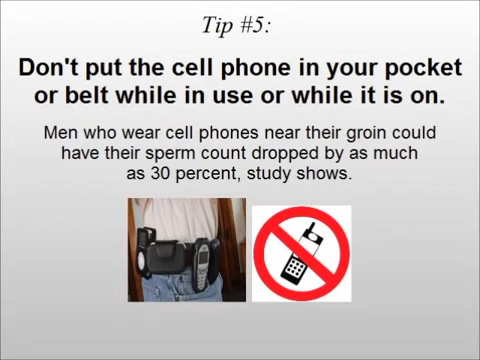 Tip #5:
Don't put the cell phone in your pocket
or belt while in use or while it is on.
Men who wear cell phones near their groin could
have their sperm count dropped by as much
as 30 percent, study shows.